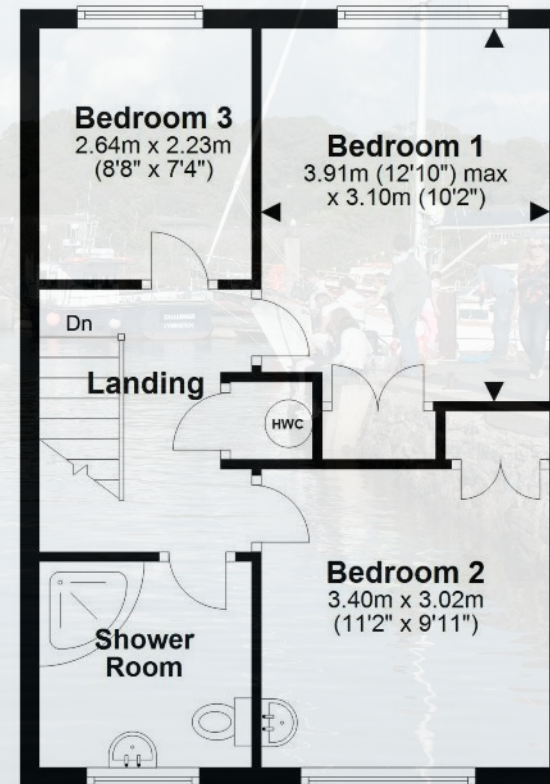 Bedroom 3
2.64m x 2.23m
(8'8" x 7'4")
Bedroom 1
3.91m (12'10") max
x 3.10m (10'2")
Dn
Landing
HWC
Bedroom 2
3.40m x 3.02m
(11'2" x 9'11")
Shower
Room